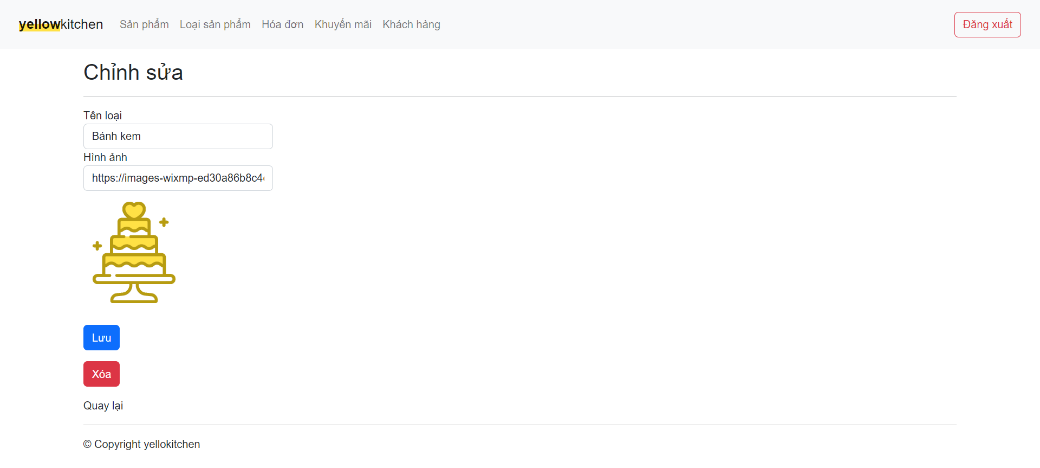 yellowkitchen Sản phẩm Loại sản phẩm Hóa đơn Khuyến mãi Khách hàng Đăng xuất
Chỉnh sửa
Tên loại
Bánh kem
Hình ảnh
https://images-wixmp-ed30a86b8c4
Lưu
Xóa
Quay lại
© Copyright yellokitchen